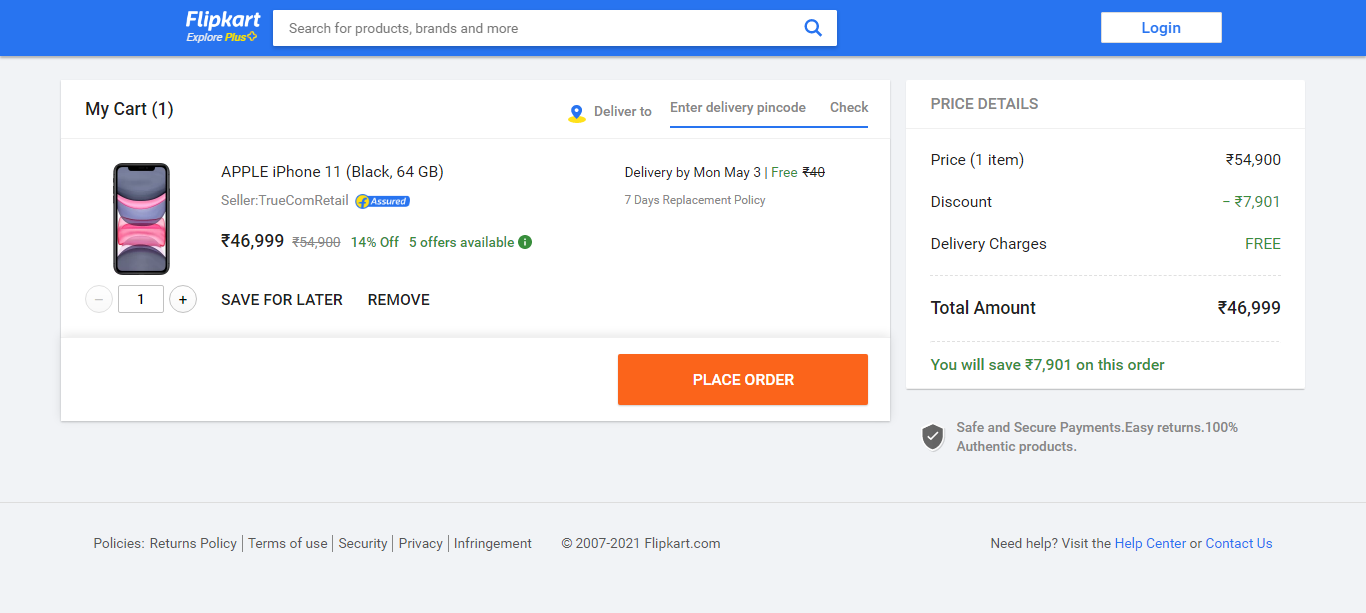 Flipkart
Explore Plus
Search for products, brands and more
Login
My Cart (1)
Deliver to
Enter delivery pincode
Check
APPLE iPhone 11 (Black, 64 GB)
Seller:TrueComRetail
Assured
₹46,999 ₹54,900 14% Off 5 offers available
Delivery by Mon May 3 | Free ₹40
7 Days Replacement Policy
− 1 +
SAVE FOR LATER
REMOVE
PLACE ORDER
PRICE DETAILS
Price (1 item) ₹54,900
Discount − ₹7,901
Delivery Charges FREE
Total Amount ₹46,999
You will save ₹7,901 on this order
Safe and Secure Payments.Easy returns.100%
Authentic products.
Policies: Returns Policy | Terms of use | Security | Privacy | Infringement
© 2007-2021 Flipkart.com
Need help? Visit the Help Center or Contact Us